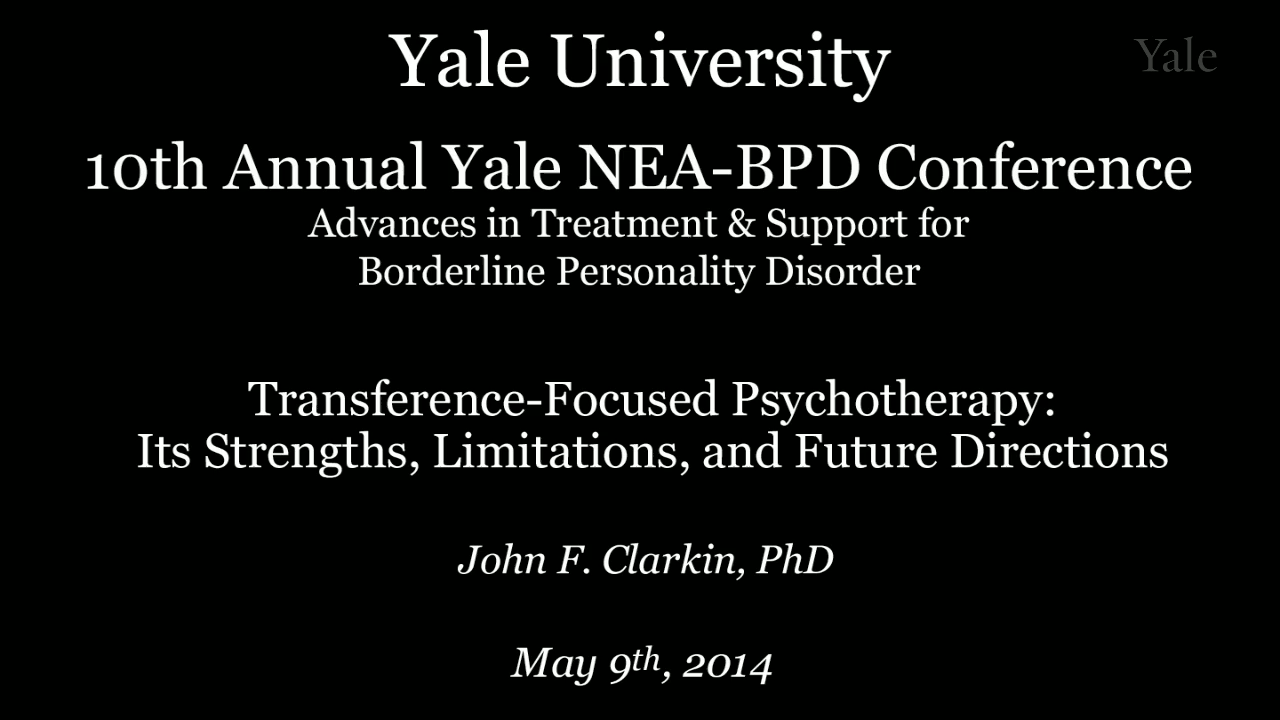 Yale University
Yale
10th Annual Yale NEA-BPD Conference
Advances in Treatment & Support for
Borderline Personality Disorder
Transference-Focused Psychotherapy:
Its Strengths, Limitations, and Future Directions
John F. Clarkin, PhD
May 9th, 2014